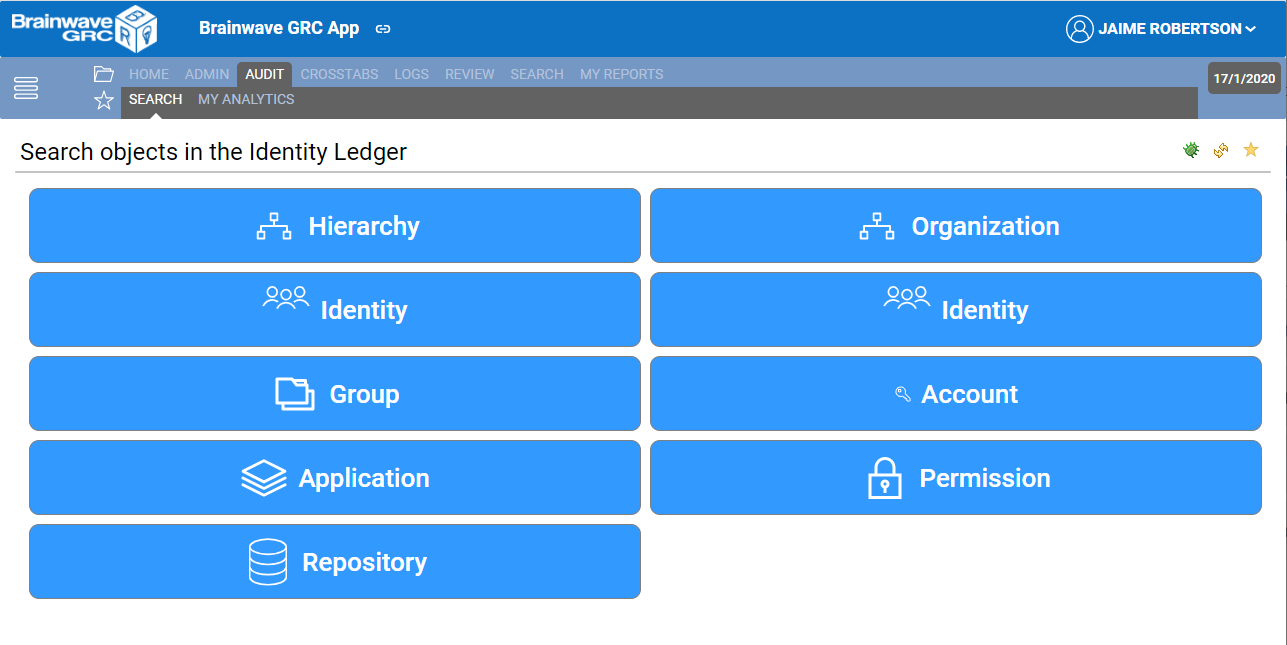 Brainwave GRC
Brainwave GRC App
JAIME ROBERTSON
HOME ADMIN AUDIT CROSSTABS LOGS REVIEW SEARCH MY REPORTS
17/1/2020
SEARCH MY ANALYTICS
Search objects in the Identity Ledger
Hierarchy
Organization
Identity
Identity
Group
Account
Application
Permission
Repository